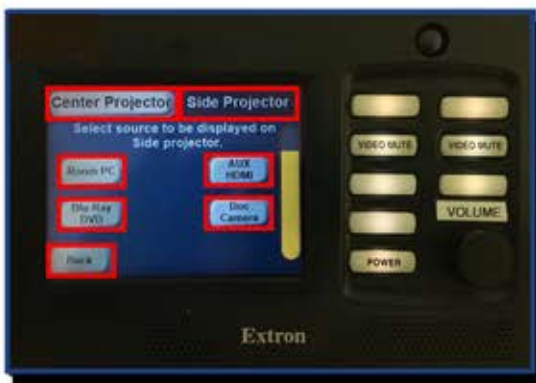 Center Projector
Side Projector
Select source to be displayed on
Side projector.
Room PC
AUX
HDMI
Blu-Ray
DVD
Doc
Camera
Back
VIDEO MUTE
VIDEO MUTE
VOLUME
POWER
Extron